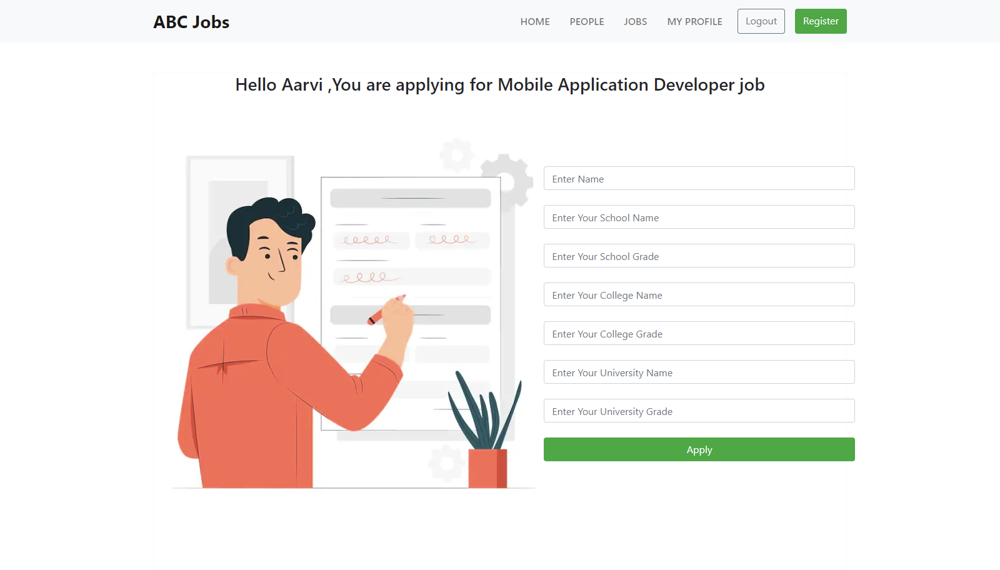 ABC Jobs
HOME PEOPLE JOBS MY PROFILE Logout Register
Hello Aarvi ,You are applying for Mobile Application Developer job
Enter Name
Enter Your School Name
Enter Your School Grade
Enter Your College Name
Enter Your College Grade
Enter Your University Name
Enter Your University Grade
Apply